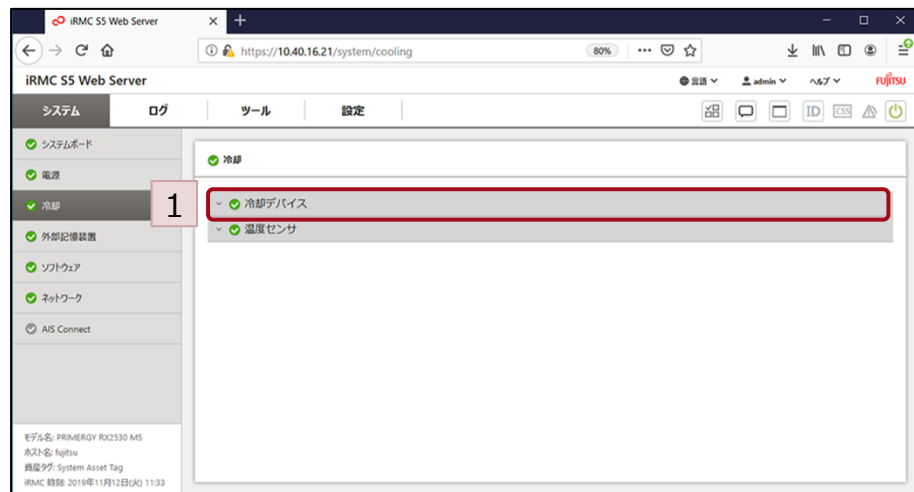 iRMC S5 Web Server
https://10.40.16.21/system/cooling
80%
iRMC S5 Web Server
言語
admin
ヘルプ
FUJITSU
システム
ログ
ツール
設定
ID
CSS
システムボード
電源
冷却
外部記憶装置
ソフトウェア
ネットワーク
AIS Connect
冷却
1
冷却デバイス
温度センサ
モデル名: PRIMERGY RX2530 M5
ホスト名: fujitsu
資産タグ: System Asset Tag
iRMC 時刻: 2019年11月12日(火) 11:33